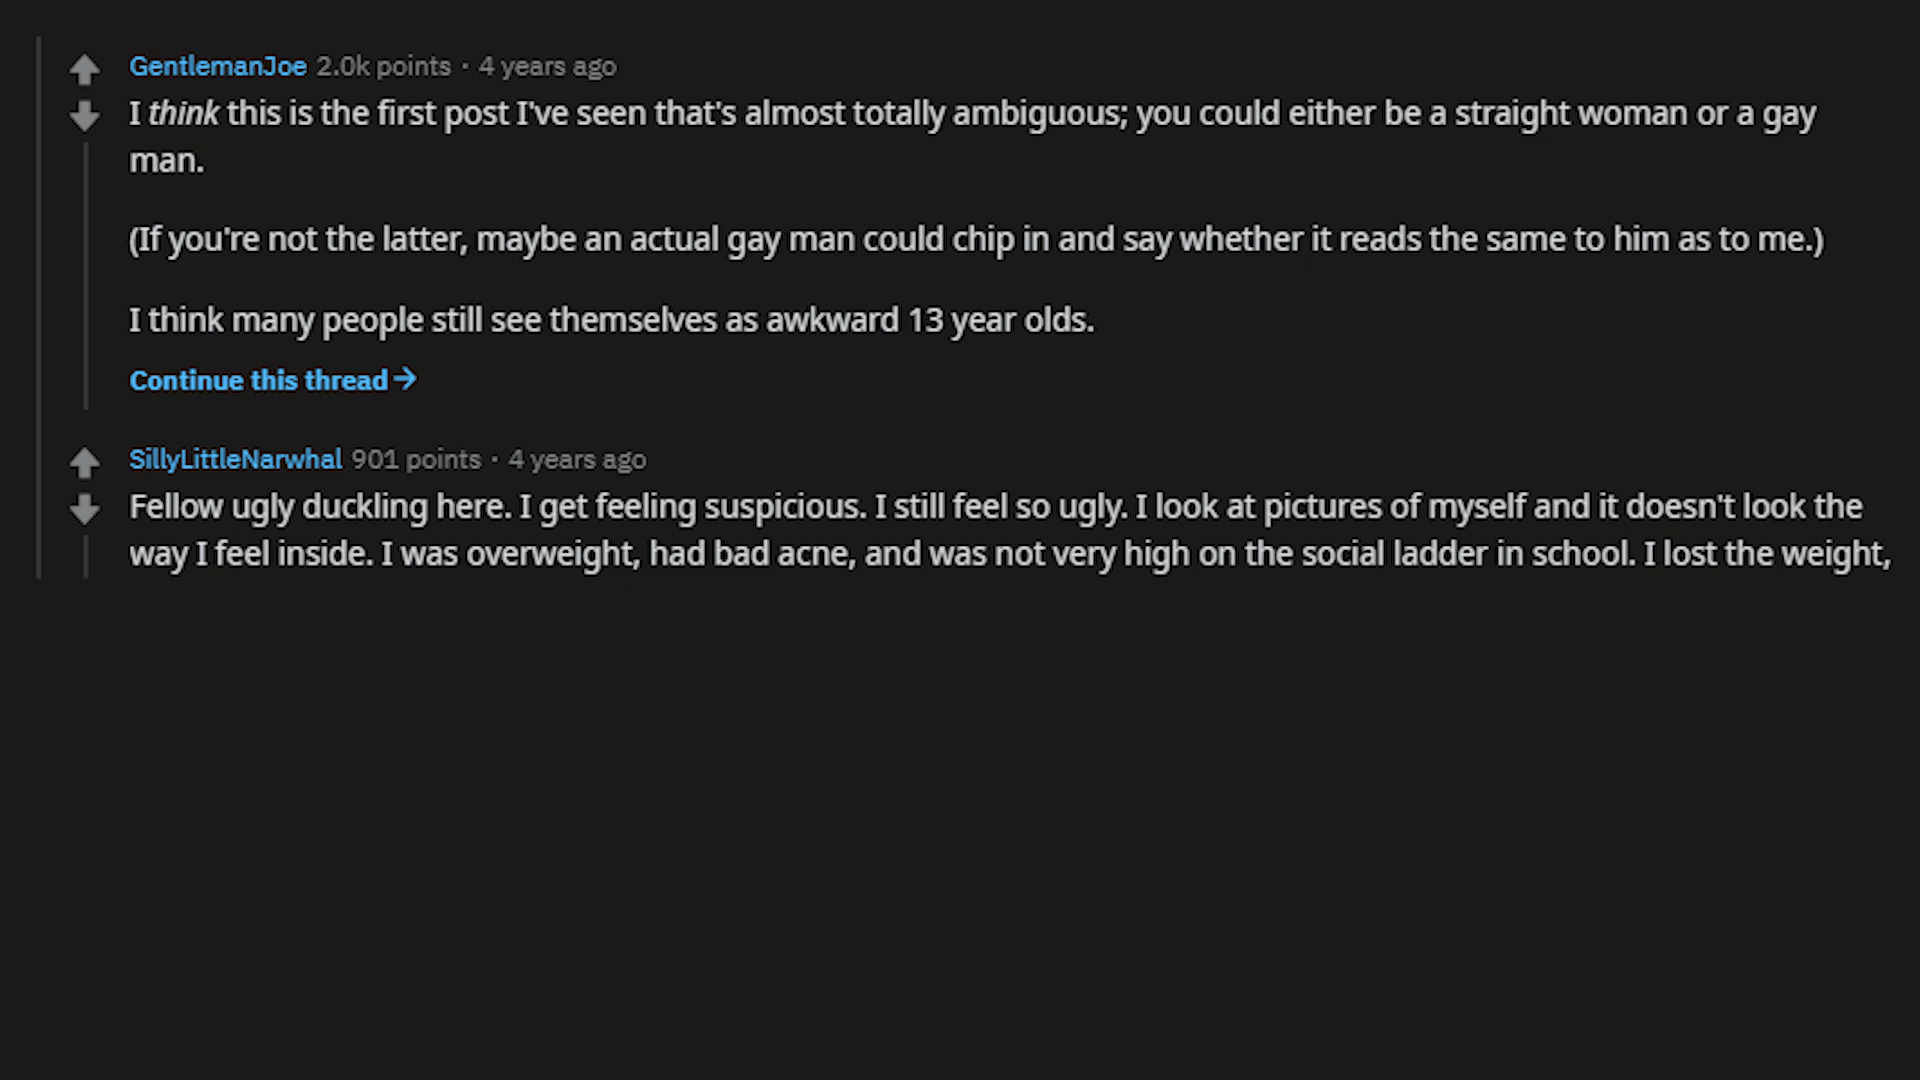 GentlemanJoe 2.0k points · 4 years ago
I think this is the first post I've seen that's almost totally ambiguous; you could either be a straight woman or a gay
man.
(If you're not the latter, maybe an actual gay man could chip in and say whether it reads the same to him as to me.)
I think many people still see themselves as awkward 13 year olds.
Continue this thread→
SillyLittleNarwhal 901 points · 4 years ago
Fellow ugly duckling here. I get feeling suspicious. I still feel so ugly. I look at pictures of myself and it doesn't look the
way I feel inside. I was overweight, had bad acne, and was not very high on the social ladder in school. I lost the weight,